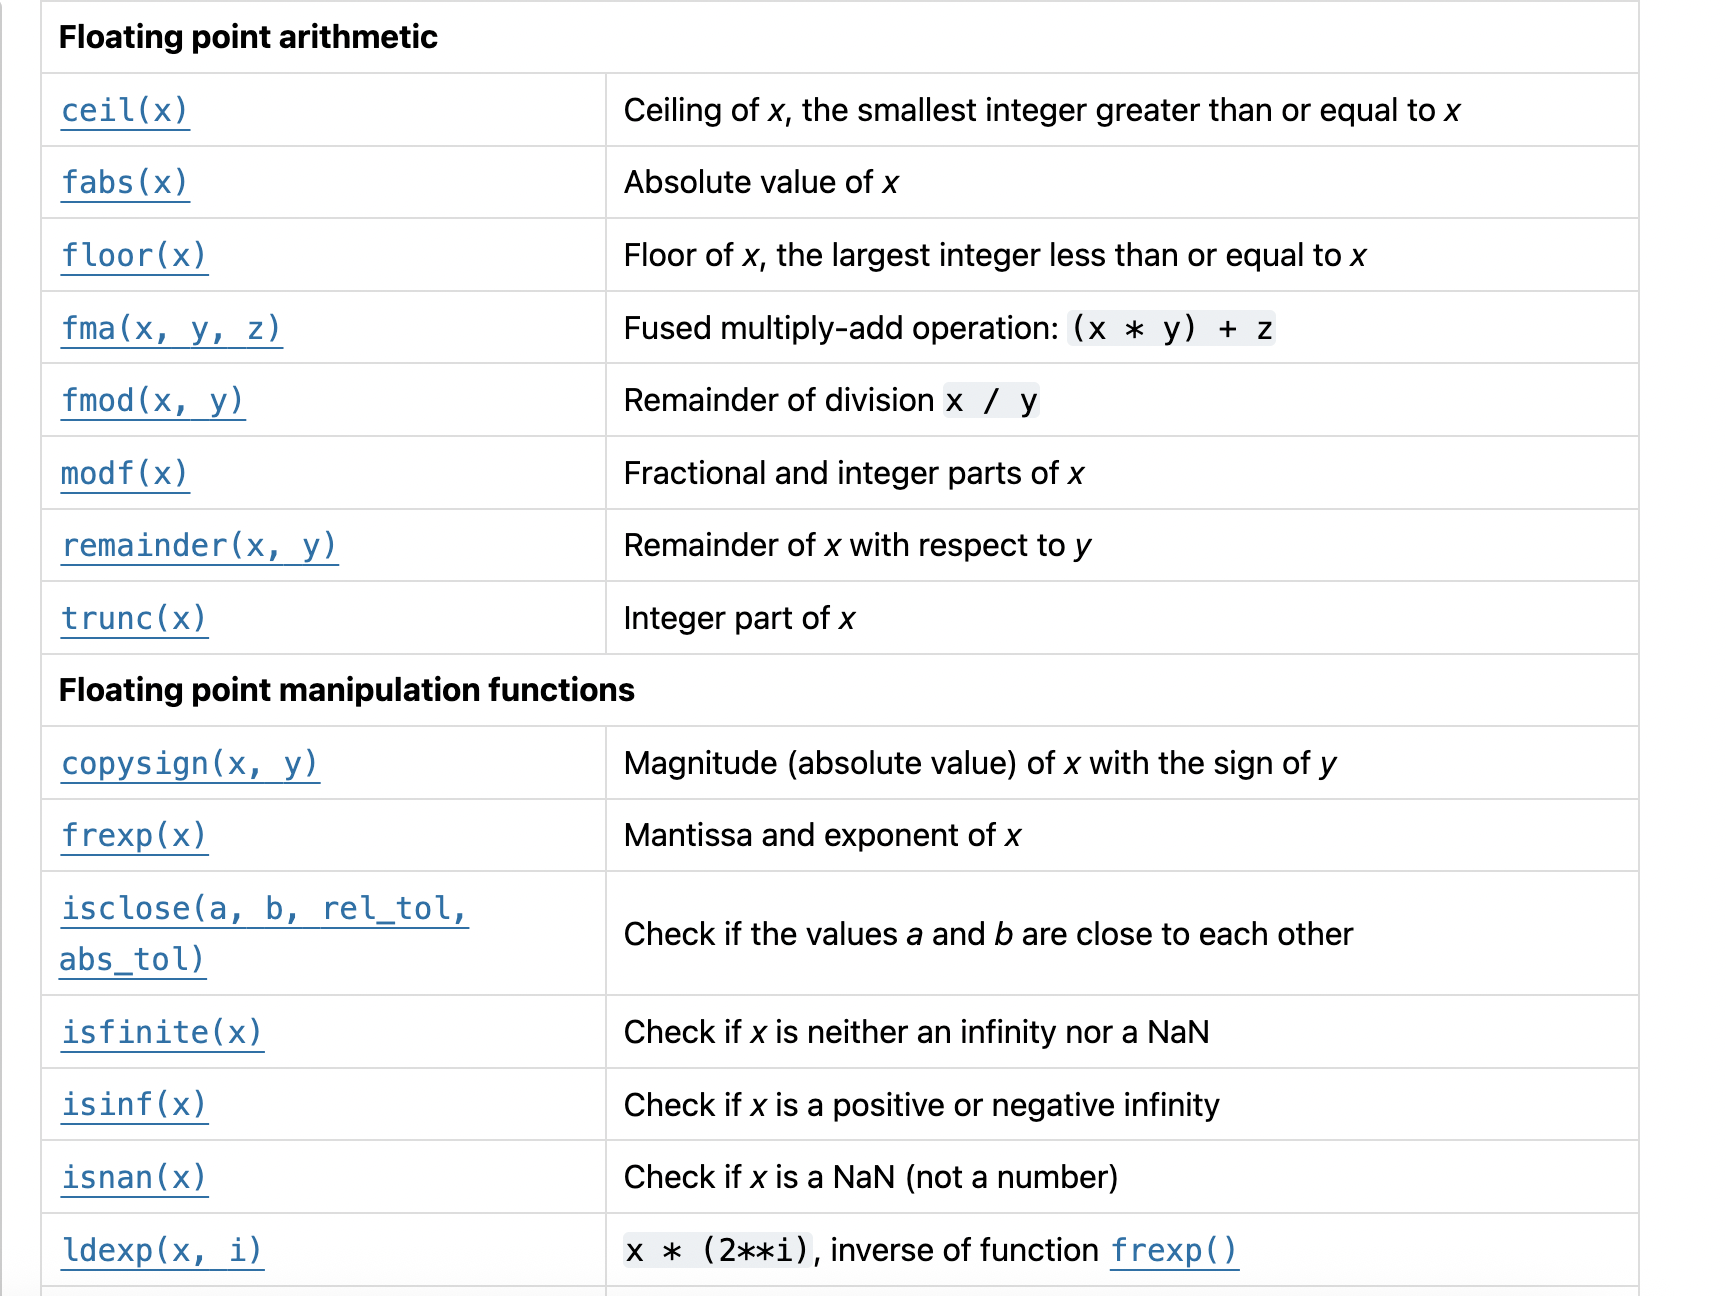 Floating point arithmetic
ceil(x) Ceiling of x, the smallest integer greater than or equal to x
fabs(x) Absolute value of x
floor(x) Floor of x, the largest integer less than or equal to x
fma(x, y, z) Fused multiply-add operation: (x * y) + z
fmod(x, y) Remainder of division x / y
modf(x) Fractional and integer parts of x
remainder(x, y) Remainder of x with respect to y
trunc(x) Integer part of x
Floating point manipulation functions
copysign(x, y) Magnitude (absolute value) of x with the sign of y
frexp(x) Mantissa and exponent of x
isclose(a, b, rel_tol,
abs_tol) Check if the values a and b are close to each other
isfinite(x) Check if x is neither an infinity nor a NaN
isinf(x) Check if x is a positive or negative infinity
isnan(x) Check if x is a NaN (not a number)
ldexp(x, i) x * (2**i), inverse of function frexp()